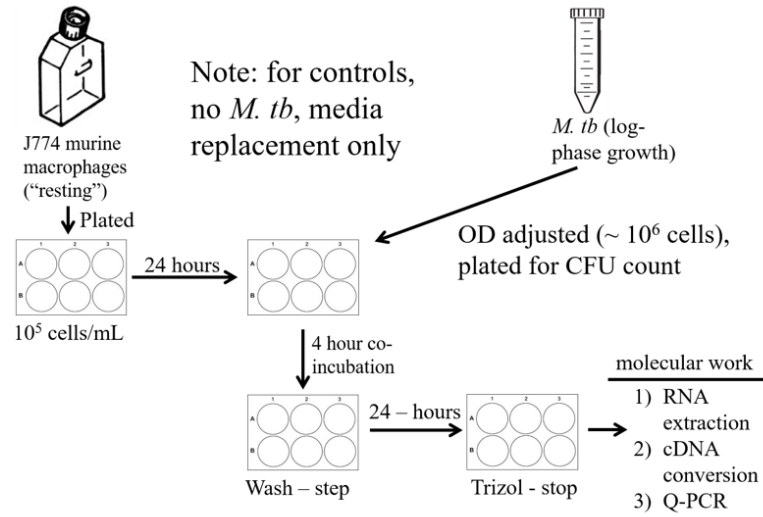 Note: for controls,
no M. tb, media
replacement only
J774 murine
macrophages
("resting")
M. tb (log-
phase growth)
Plated
OD adjusted (~ 10⁶ cells),
plated for CFU count
1 2 3
A
B
24 hours
1 2 3
A
B
10⁵ cells/mL
4 hour co-
incubation
molecular work
1) RNA
extraction
2) cDNA
conversion
3) Q-PCR
1 2 3
A
B
24 – hours
1 2 3
A
B
Wash – step
Trizol - stop